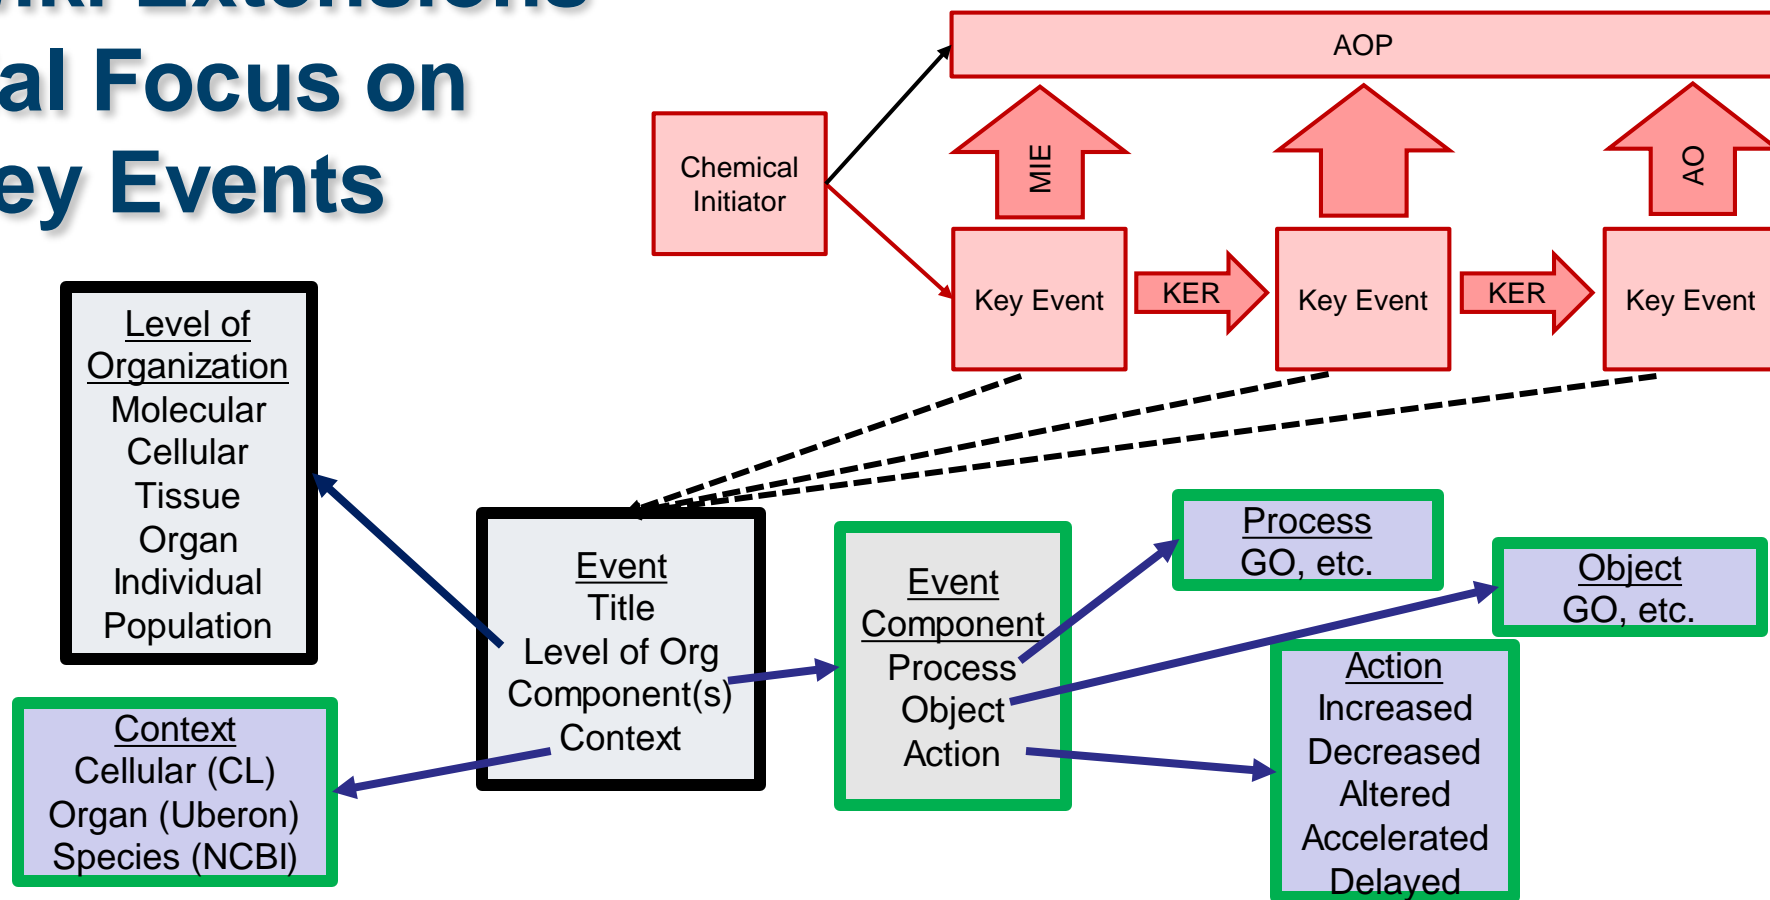 al Focus on
ey Events
AOP
Chemical
Initiator
MIE
AO
Key Event
KER
Key Event
KER
Key Event
Level of
Organization
Molecular
Cellular
Tissue
Organ
Individual
Population
Event
Title
Level of Org
Component(s)
Context
Event
Component
Process
Object
Action
Process
GO, etc.
Object
GO, etc.
Action
Increased
Decreased
Altered
Accelerated
Delayed
Context
Cellular (CL)
Organ (Uberon)
Species (NCBI)